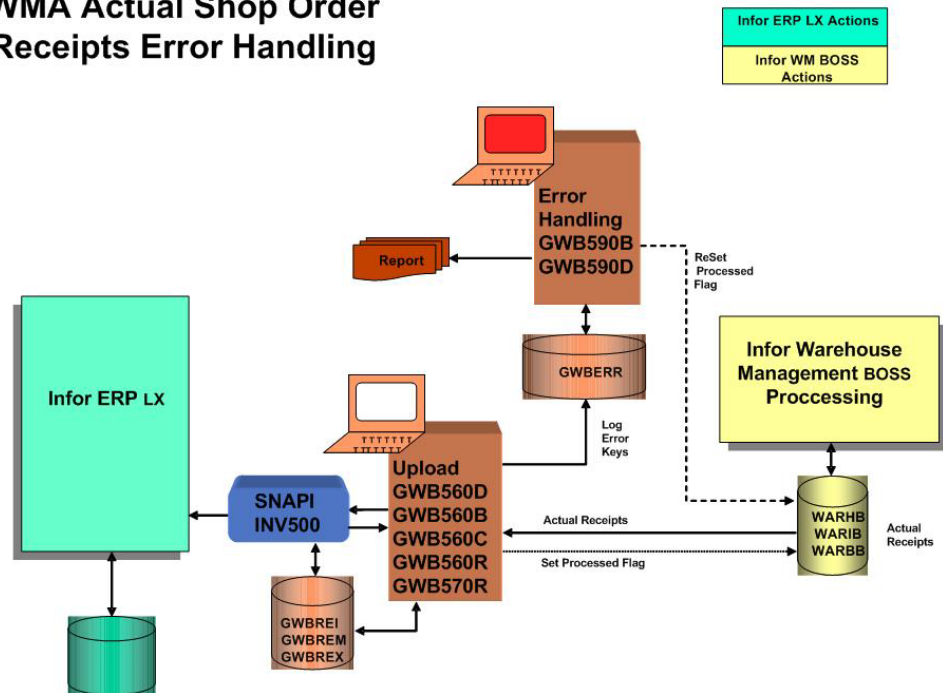 WMA Actual Shop Order
Receipts Error Handling
Infor ERP LX Actions
Infor WM BOSS
Actions
Error
Handling
GWB590B
GWB590D
Report
ReSet
Processed
Flag
GWBERR
Infor Warehouse
Management BOSS
Proccessing
Infor ERP LX
Log
Error
Keys
Upload
GWB560D
GWB560B
GWB560C
GWB560R
GWB570R
SNAPI
INV500
Actual Receipts
Set Processed Flag
WARHB
WARIB
WARBB
Actual
Receipts
GWBREI
GWBREM
GWBREX